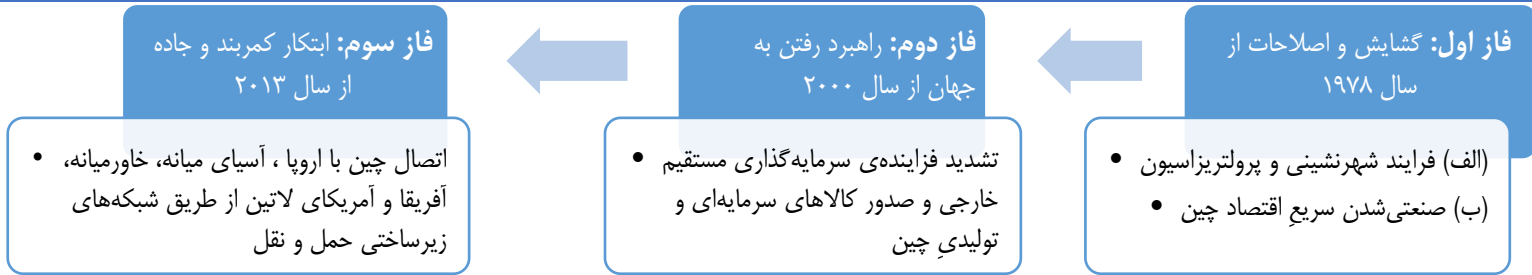 فاز اول: گشایش و اصلاحات از
سال ۱۹۷۸
(الف) فرایند شهرنشینی و پرولتریزاسیون •
(ب) صنعتی‌شدن سریعِ اقتصاد چین •
فاز دوم: راهبرد رفتن به
جهان از سال ۲۰۰۰
• تشدید فزاینده‌ی سرمایه‌گذاری مستقیم
خارجی و صدور کالاهای سرمایه‌ای و
تولیدیِ چین
فاز سوم: ابتکار کمربند و جاده
از سال ۲۰۱۳
• اتصال چین با اروپا ، آسیای میانه، خاورمیانه،
آفریقا و آمریکای لاتین از طریق شبکه‌های
زیرساختی حمل و نقل